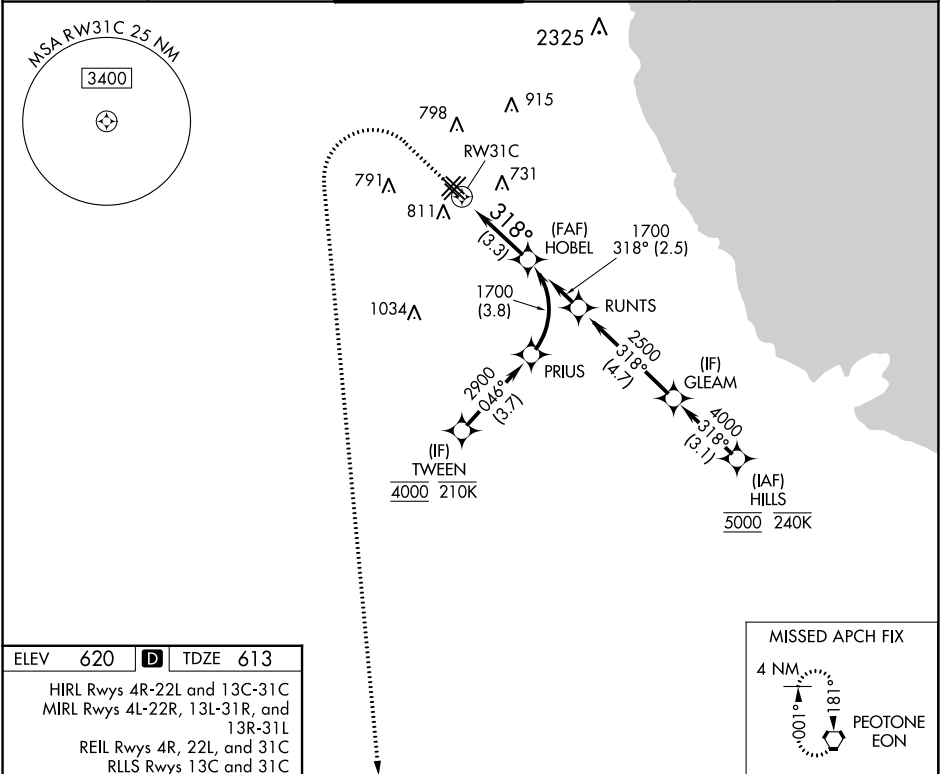 MSA RW31C 25 NM
3400
2325
915
798
RW31C
791
731
811
318°
(3.3)
(FAF)
HOBEL
1700
318° (2.5)
1700
(3.8)
1034
RUNTS
2500
318°
(4.7)
PRIUS
(IF)
GLEAM
2900
046°
(3.7)
4000
318°
(3.1)
(IF)
TWEEN
4000 210K
(IAF)
HILLS
5000 240K
ELEV 620 D TDZE 613
HIRL Rwys 4R-22L and 13C-31C
MIRL Rwys 4L-22R, 13L-31R, and
13R-31L
REIL Rwys 4R, 22L, and 31C
RLLS Rwys 13C and 31C
MISSED APCH FIX
4 NM
181°
001°
PEOTONE
EON